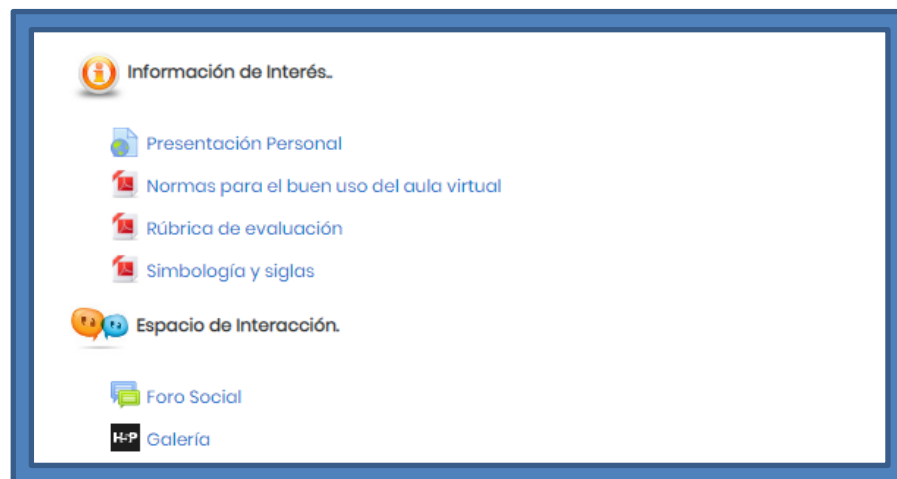 Información de Interés..
Presentación Personal
Normas para el buen uso del aula virtual
Rúbrica de evaluación
Simbología y siglas
Espacio de Interacción.
Foro Social
H5P Galería